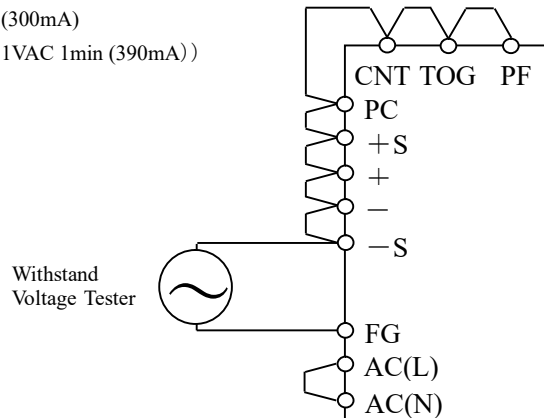 (300mA)
1VAC 1min (390mA))
CNT TOG PF
PC
+S
+
−
−S
Withstand
Voltage Tester
FG
AC(L)
AC(N)